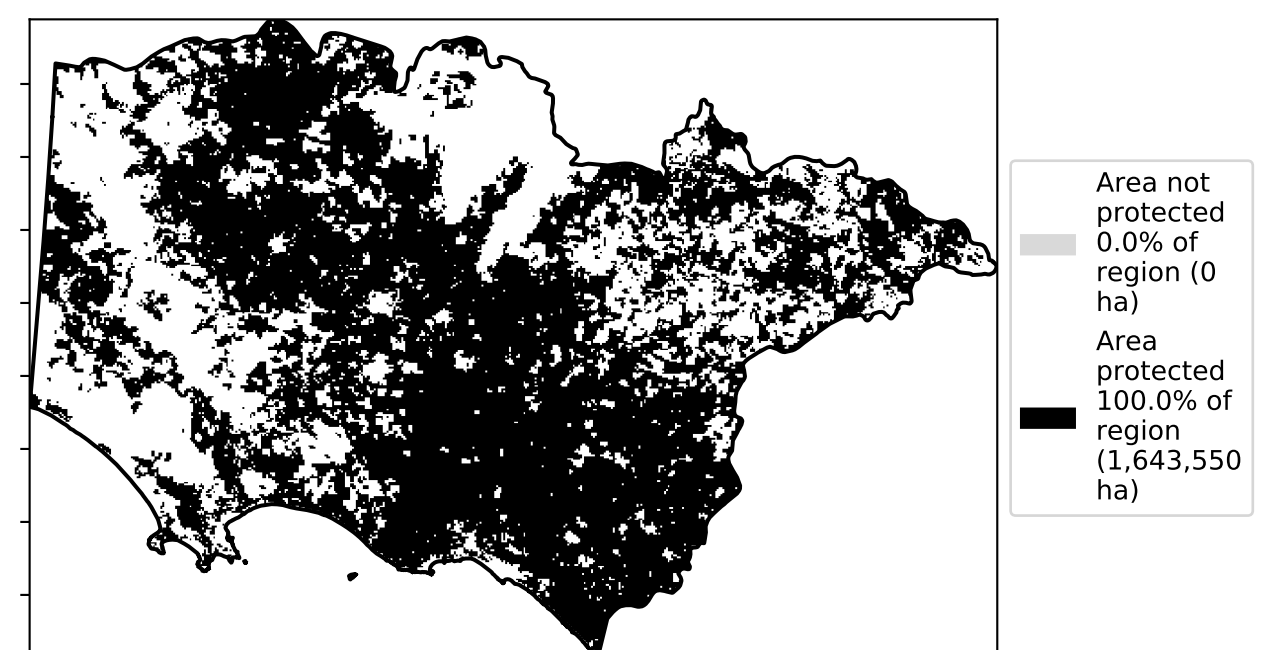 Area not
protected
0.0% of
region (0
ha)
Area
protected
100.0% of
region
(1,643,550
ha)